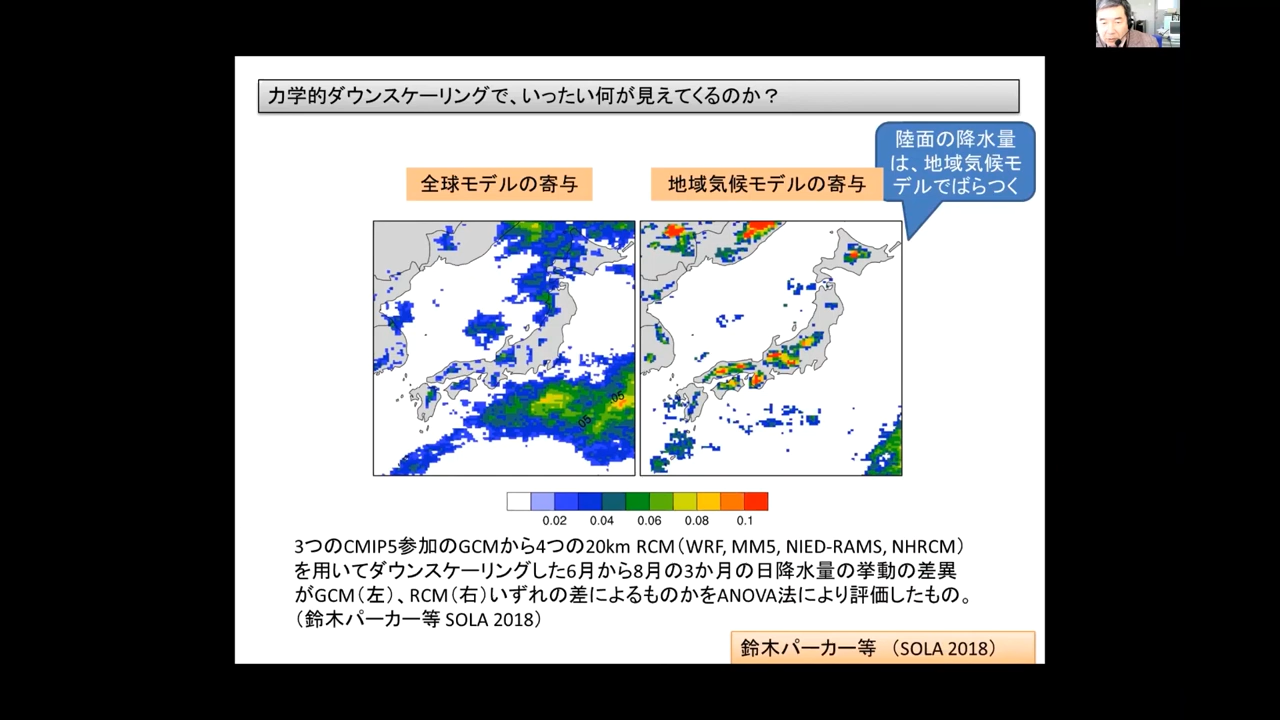 力学的ダウンスケーリングで、いったい何が見えてくるのか？
陸面の降水量
は、地域気候モ
デルでばらつく
全球モデルの寄与
地域気候モデルの寄与
05
05
0.02 0.04 0.06 0.08 0.1
3つのCMIP5参加のGCMから4つの20km RCM（WRF, MM5, NIED-RAMS, NHRCM）
を用いてダウンスケーリングした6月から8月の3か月の日降水量の挙動の差異
がGCM（左）、RCM（右）いずれの差によるものかをANOVA法により評価したもの。
（鈴木パーカー等 SOLA 2018）
鈴木パーカー等 （SOLA 2018）